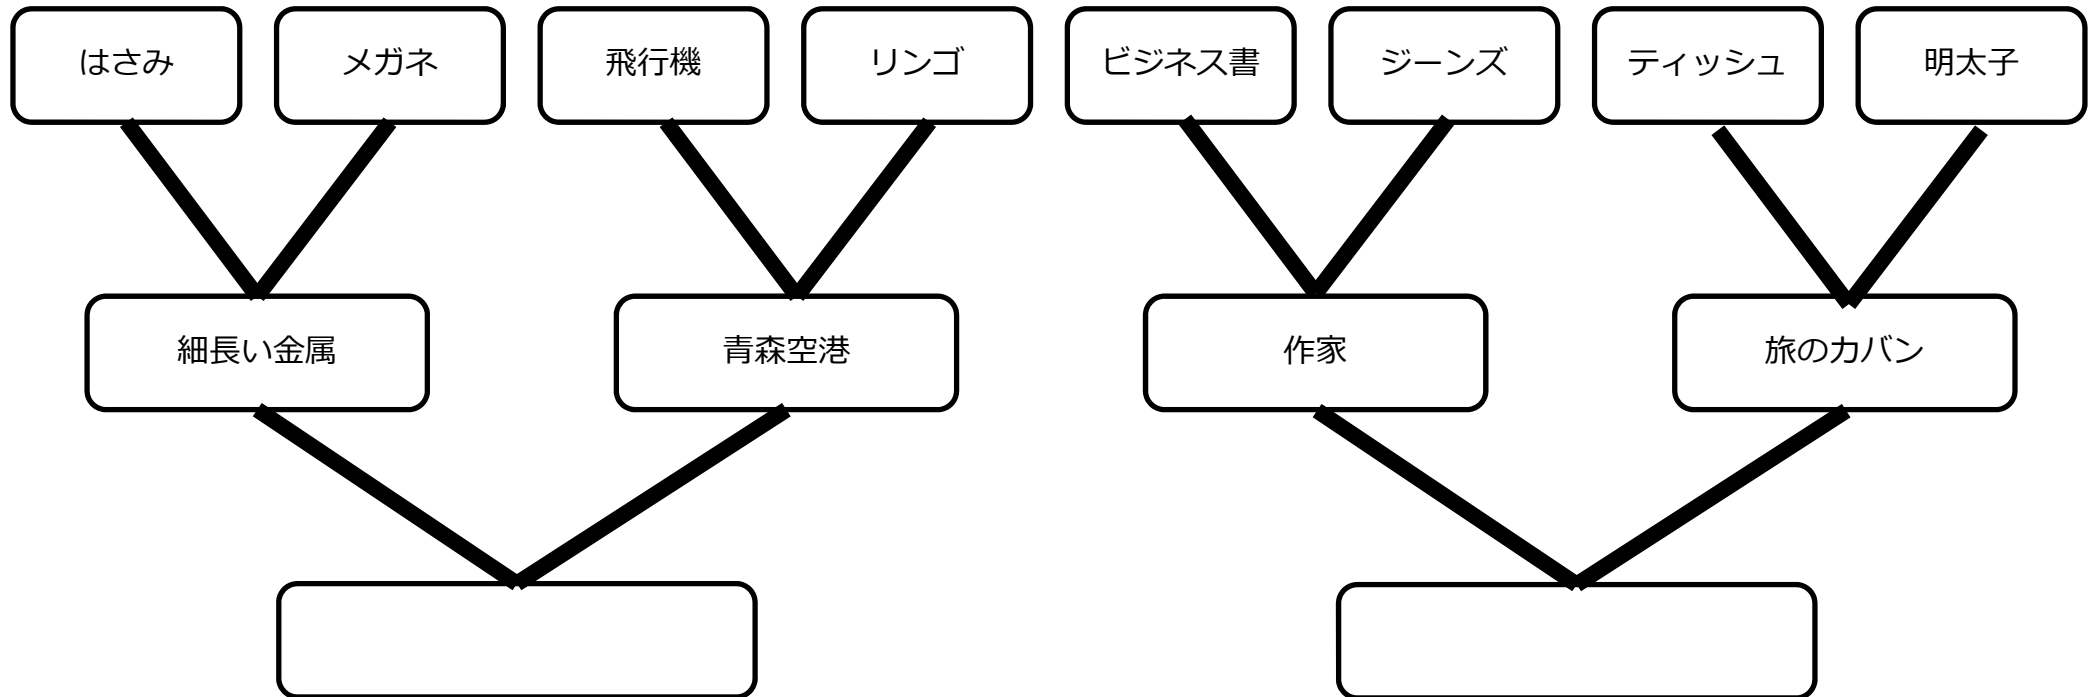 はさみ
メガネ
飛行機
リンゴ
ビジネス書
ジーンズ
ティッシュ
明太子
細長い金属
青森空港
作家
旅のカバン